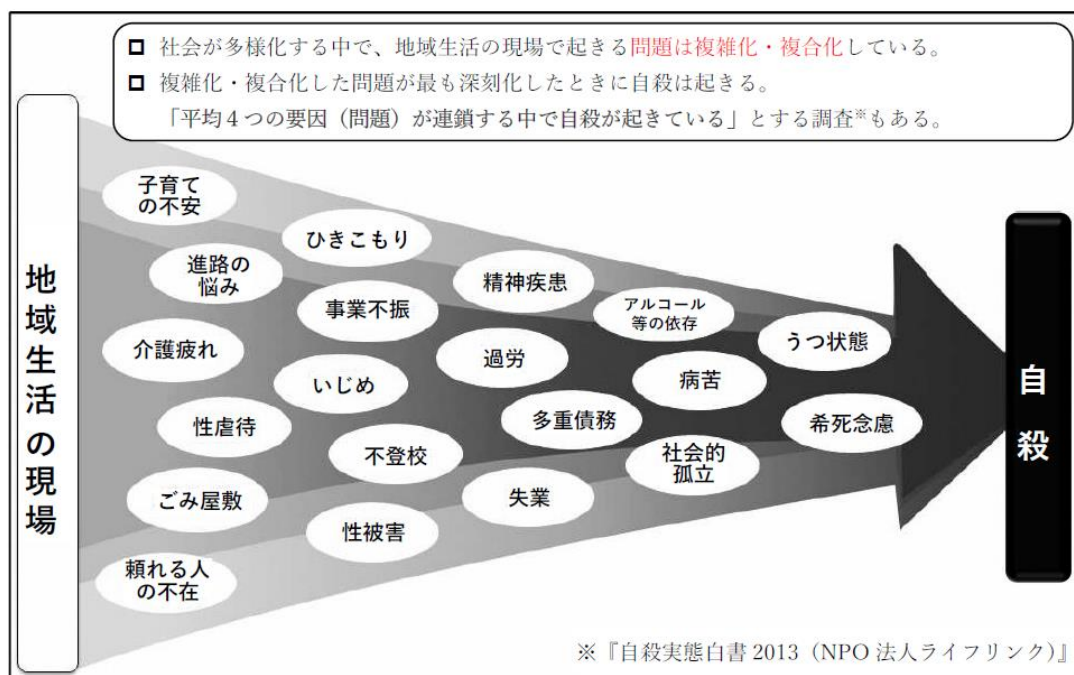 □ 社会が多様化する中で、地域生活の現場で起きる問題は複雑化・複合化している。
□ 複雑化・複合化した問題が最も深刻化したときに自殺は起きる。
「平均４つの要因（問題）が連鎖する中で自殺が起きている」とする調査※もある。
地域生活の現場
子育て
の不安
進路の
悩み
介護疲れ
性虐待
ごみ屋敷
頼れる人
の不在
ひきこもり
事業不振
いじめ
不登校
性被害
精神疾患
過労
多重債務
失業
アルコール
等の依存
病苦
社会的
孤立
うつ状態
希死念慮
自殺
※『自殺実態白書 2013（NPO 法人ライフリンク）』